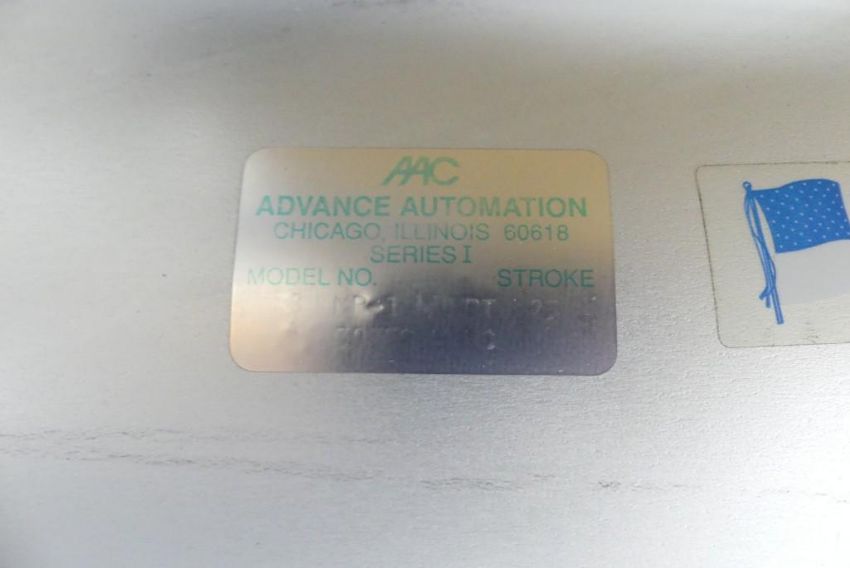 AAC
ADVANCE AUTOMATION
CHICAGO, ILLINOIS 60618
SERIES I
MODEL NO. STROKE